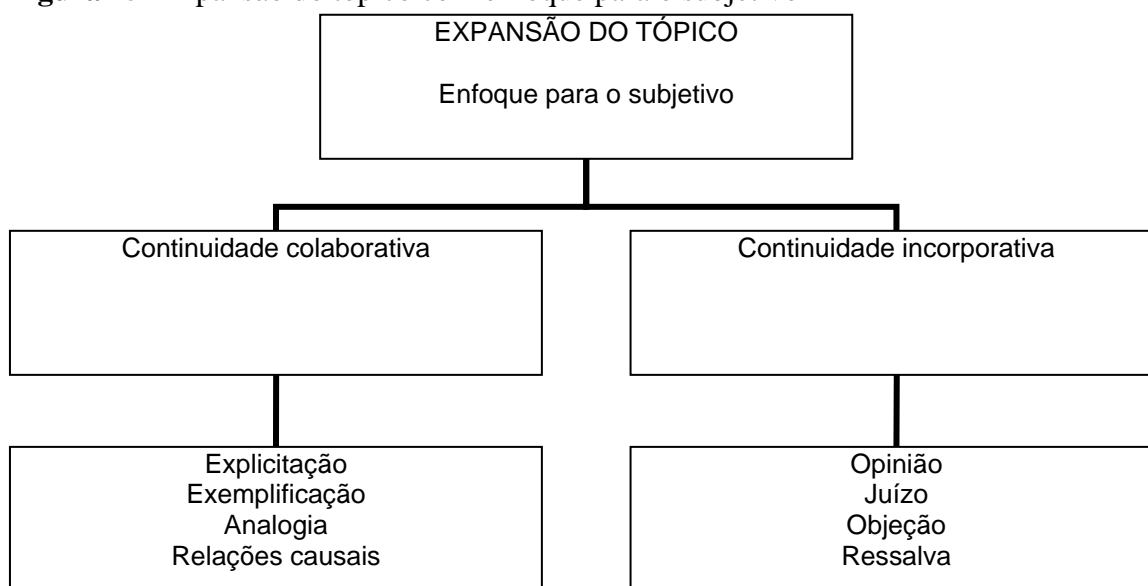 EXPANSÃO DO TÓPICO
Enfoque para o subjetivo
Continuidade colaborativa
Continuidade incorporativa
Explicitação
Exemplificação
Analogia
Relações causais
Opinião
Juízo
Objeção
Ressalva